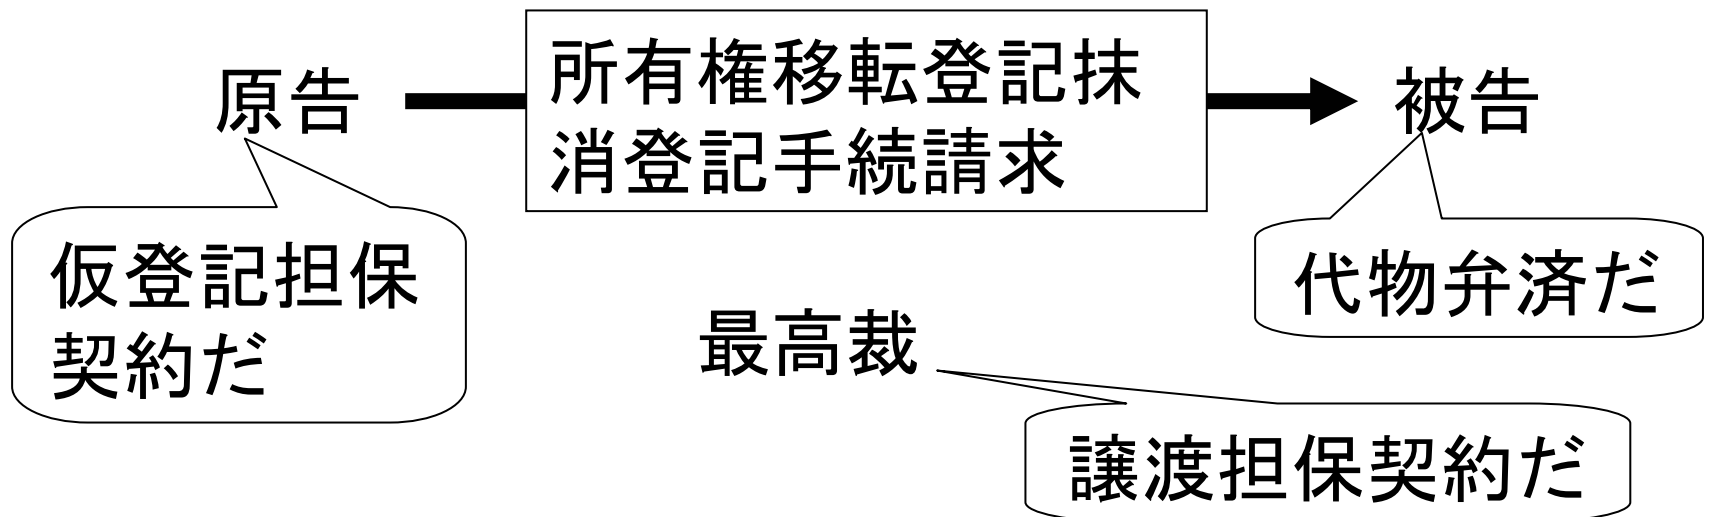 原告
所有権移転登記抹
消登記手続請求
被告
仮登記担保
契約だ
代物弁済だ
最高裁
譲渡担保契約だ